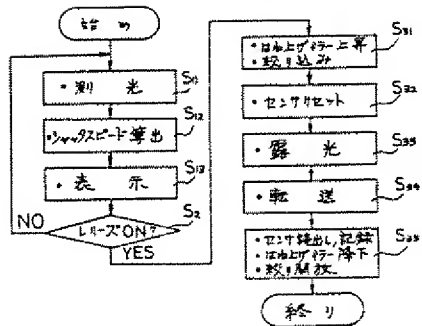 始め
・測光
S11
・シャッタスピード算出
S12
・表示
S13
レリーズON?
S2
NO
YES
・はね上げミラー上昇
・絞り込み
S31
・センサリセット
S32
・露光
S33
・転送
S34
・センサ読出し,記録
・はね上げミラー降下
・絞り開放
S35
終り